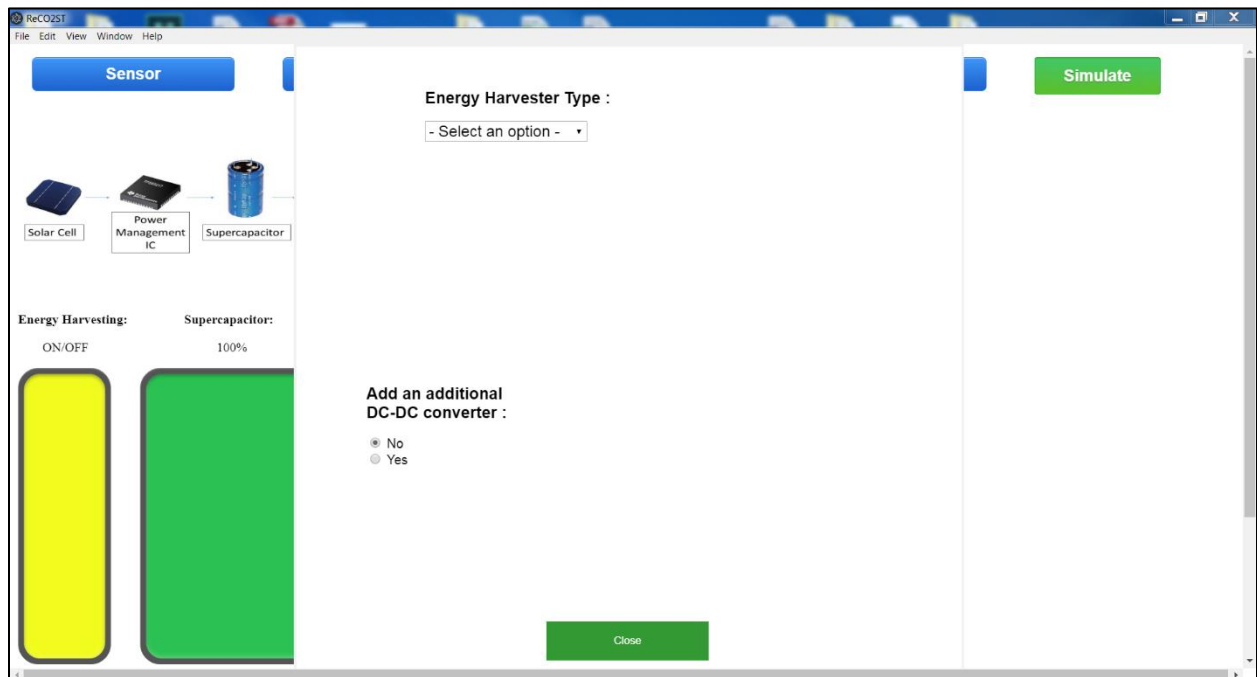 ReCO2ST
File Edit View Window Help
Sensor
Simulate
Energy Harvester Type :
- Select an option -
Solar Cell
Power
Management
IC
Supercapacitor
Energy Harvesting:
Supercapacitor:
ON/OFF
100%
Add an additional
DC-DC converter :
No
Yes
Close